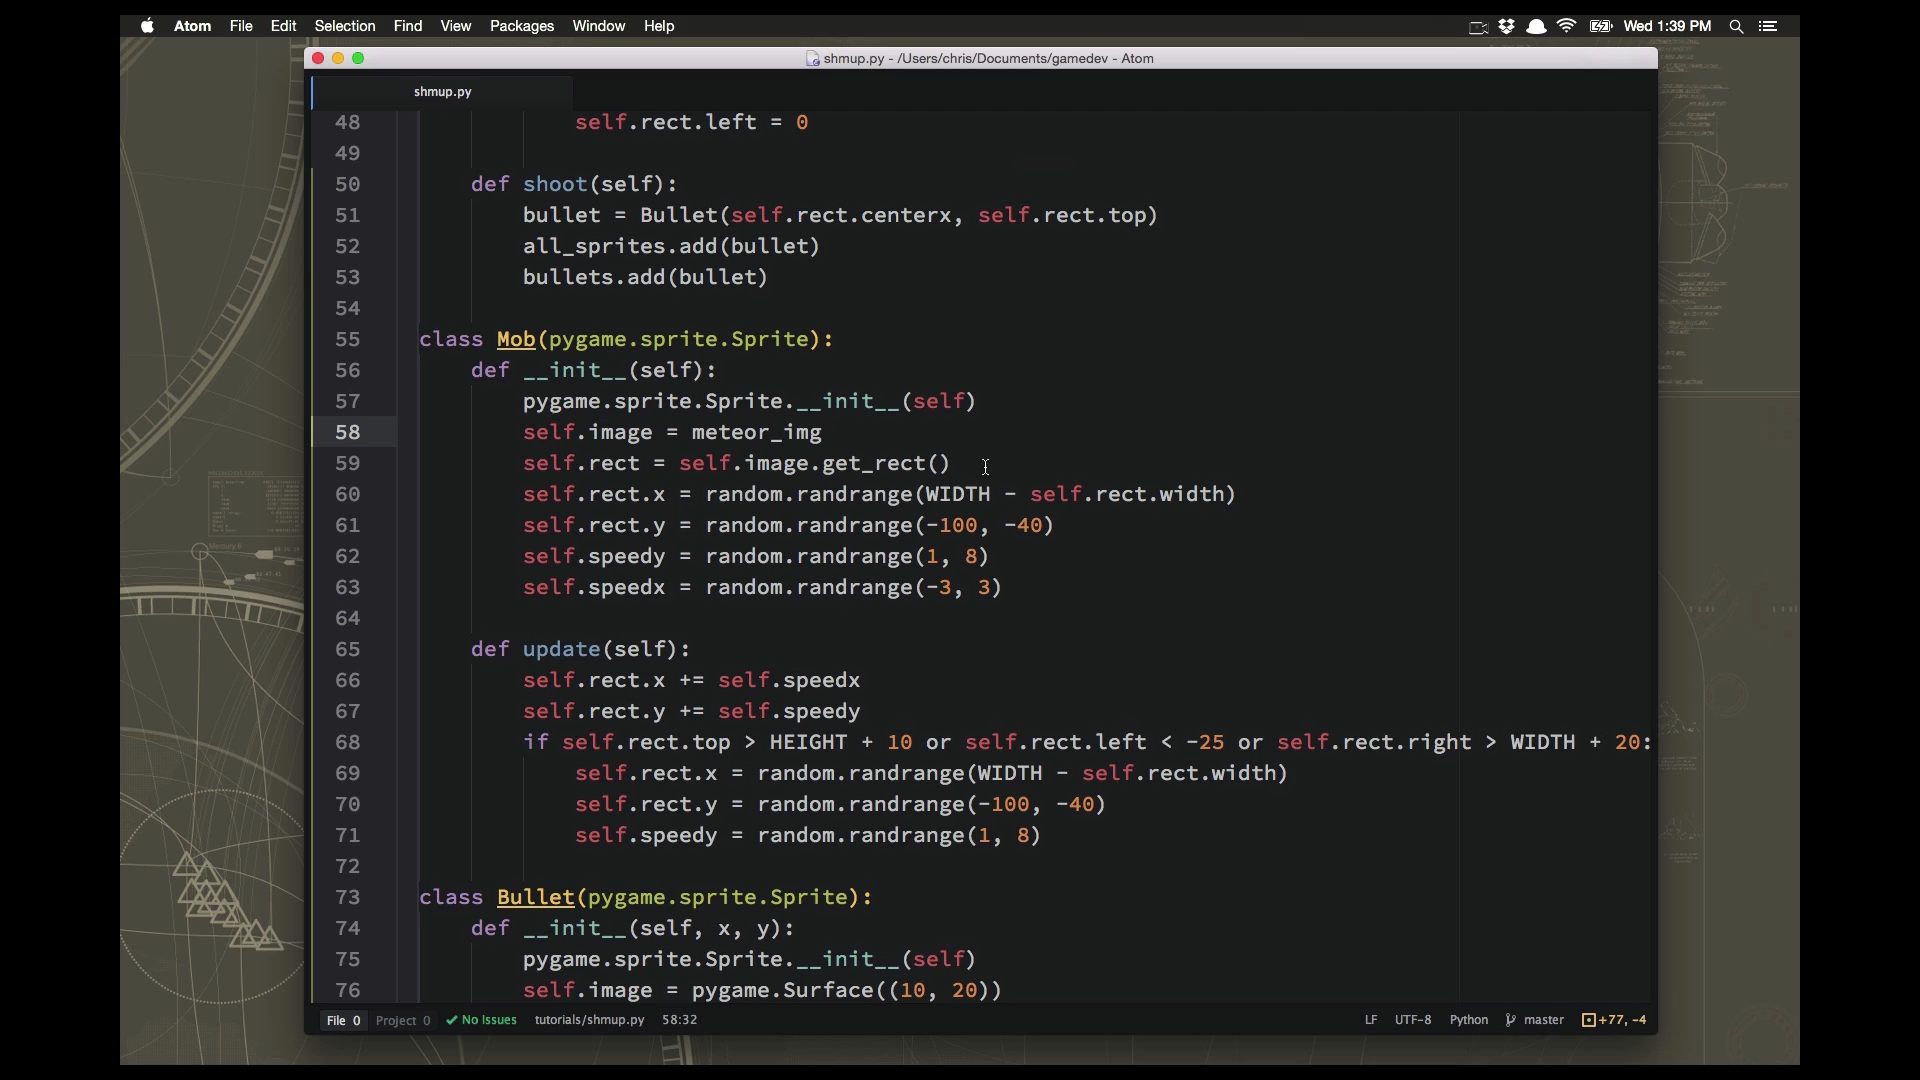 Atom File Edit Selection Find View Packages Window Help Wed 1:39 PM
shmup.py - /Users/chris/Documents/gamedev - Atom
shmup.py
48 self.rect.left = 0
49
50 def shoot(self):
51 bullet = Bullet(self.rect.centerx, self.rect.top)
52 all_sprites.add(bullet)
53 bullets.add(bullet)
54
55 class Mob(pygame.sprite.Sprite):
56 def __init__(self):
57 pygame.sprite.Sprite.__init__(self)
58 self.image = meteor_img
59 self.rect = self.image.get_rect()
60 self.rect.x = random.randrange(WIDTH - self.rect.width)
61 self.rect.y = random.randrange(-100, -40)
62 self.speedy = random.randrange(1, 8)
63 self.speedx = random.randrange(-3, 3)
64
65 def update(self):
66 self.rect.x += self.speedx
67 self.rect.y += self.speedy
68 if self.rect.top > HEIGHT + 10 or self.rect.left < -25 or self.rect.right > WIDTH + 20:
69 self.rect.x = random.randrange(WIDTH - self.rect.width)
70 self.rect.y = random.randrange(-100, -40)
71 self.speedy = random.randrange(1, 8)
72
73 class Bullet(pygame.sprite.Sprite):
74 def __init__(self, x, y):
75 pygame.sprite.Sprite.__init__(self)
76 self.image = pygame.Surface((10, 20))
File 0 Project 0 No Issues tutorials/shmup.py 58:32 LF UTF-8 Python master +77, -4